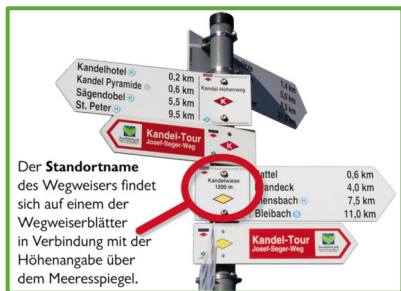 Kandelhotel H 0,2 km
Kandel Pyramide 0,6 km
Sägendobel H 5,5 km
St. Peter H 9,5 km
Kandel-Höhenweg
K
Kandel-Tour
Josef-Seger-Weg
K
Der Standortname
des Wegweisers findet
sich auf einem der
Wegweiserblätter
in Verbindung mit der
Höhenangabe über
dem Meeresspiegel.
Kandelwiese
1200 m
0,6 km
4,0 km
H 7,5 km
Bleibach S 11,0 km
Kandel-Tour
Josef-Seger-Weg